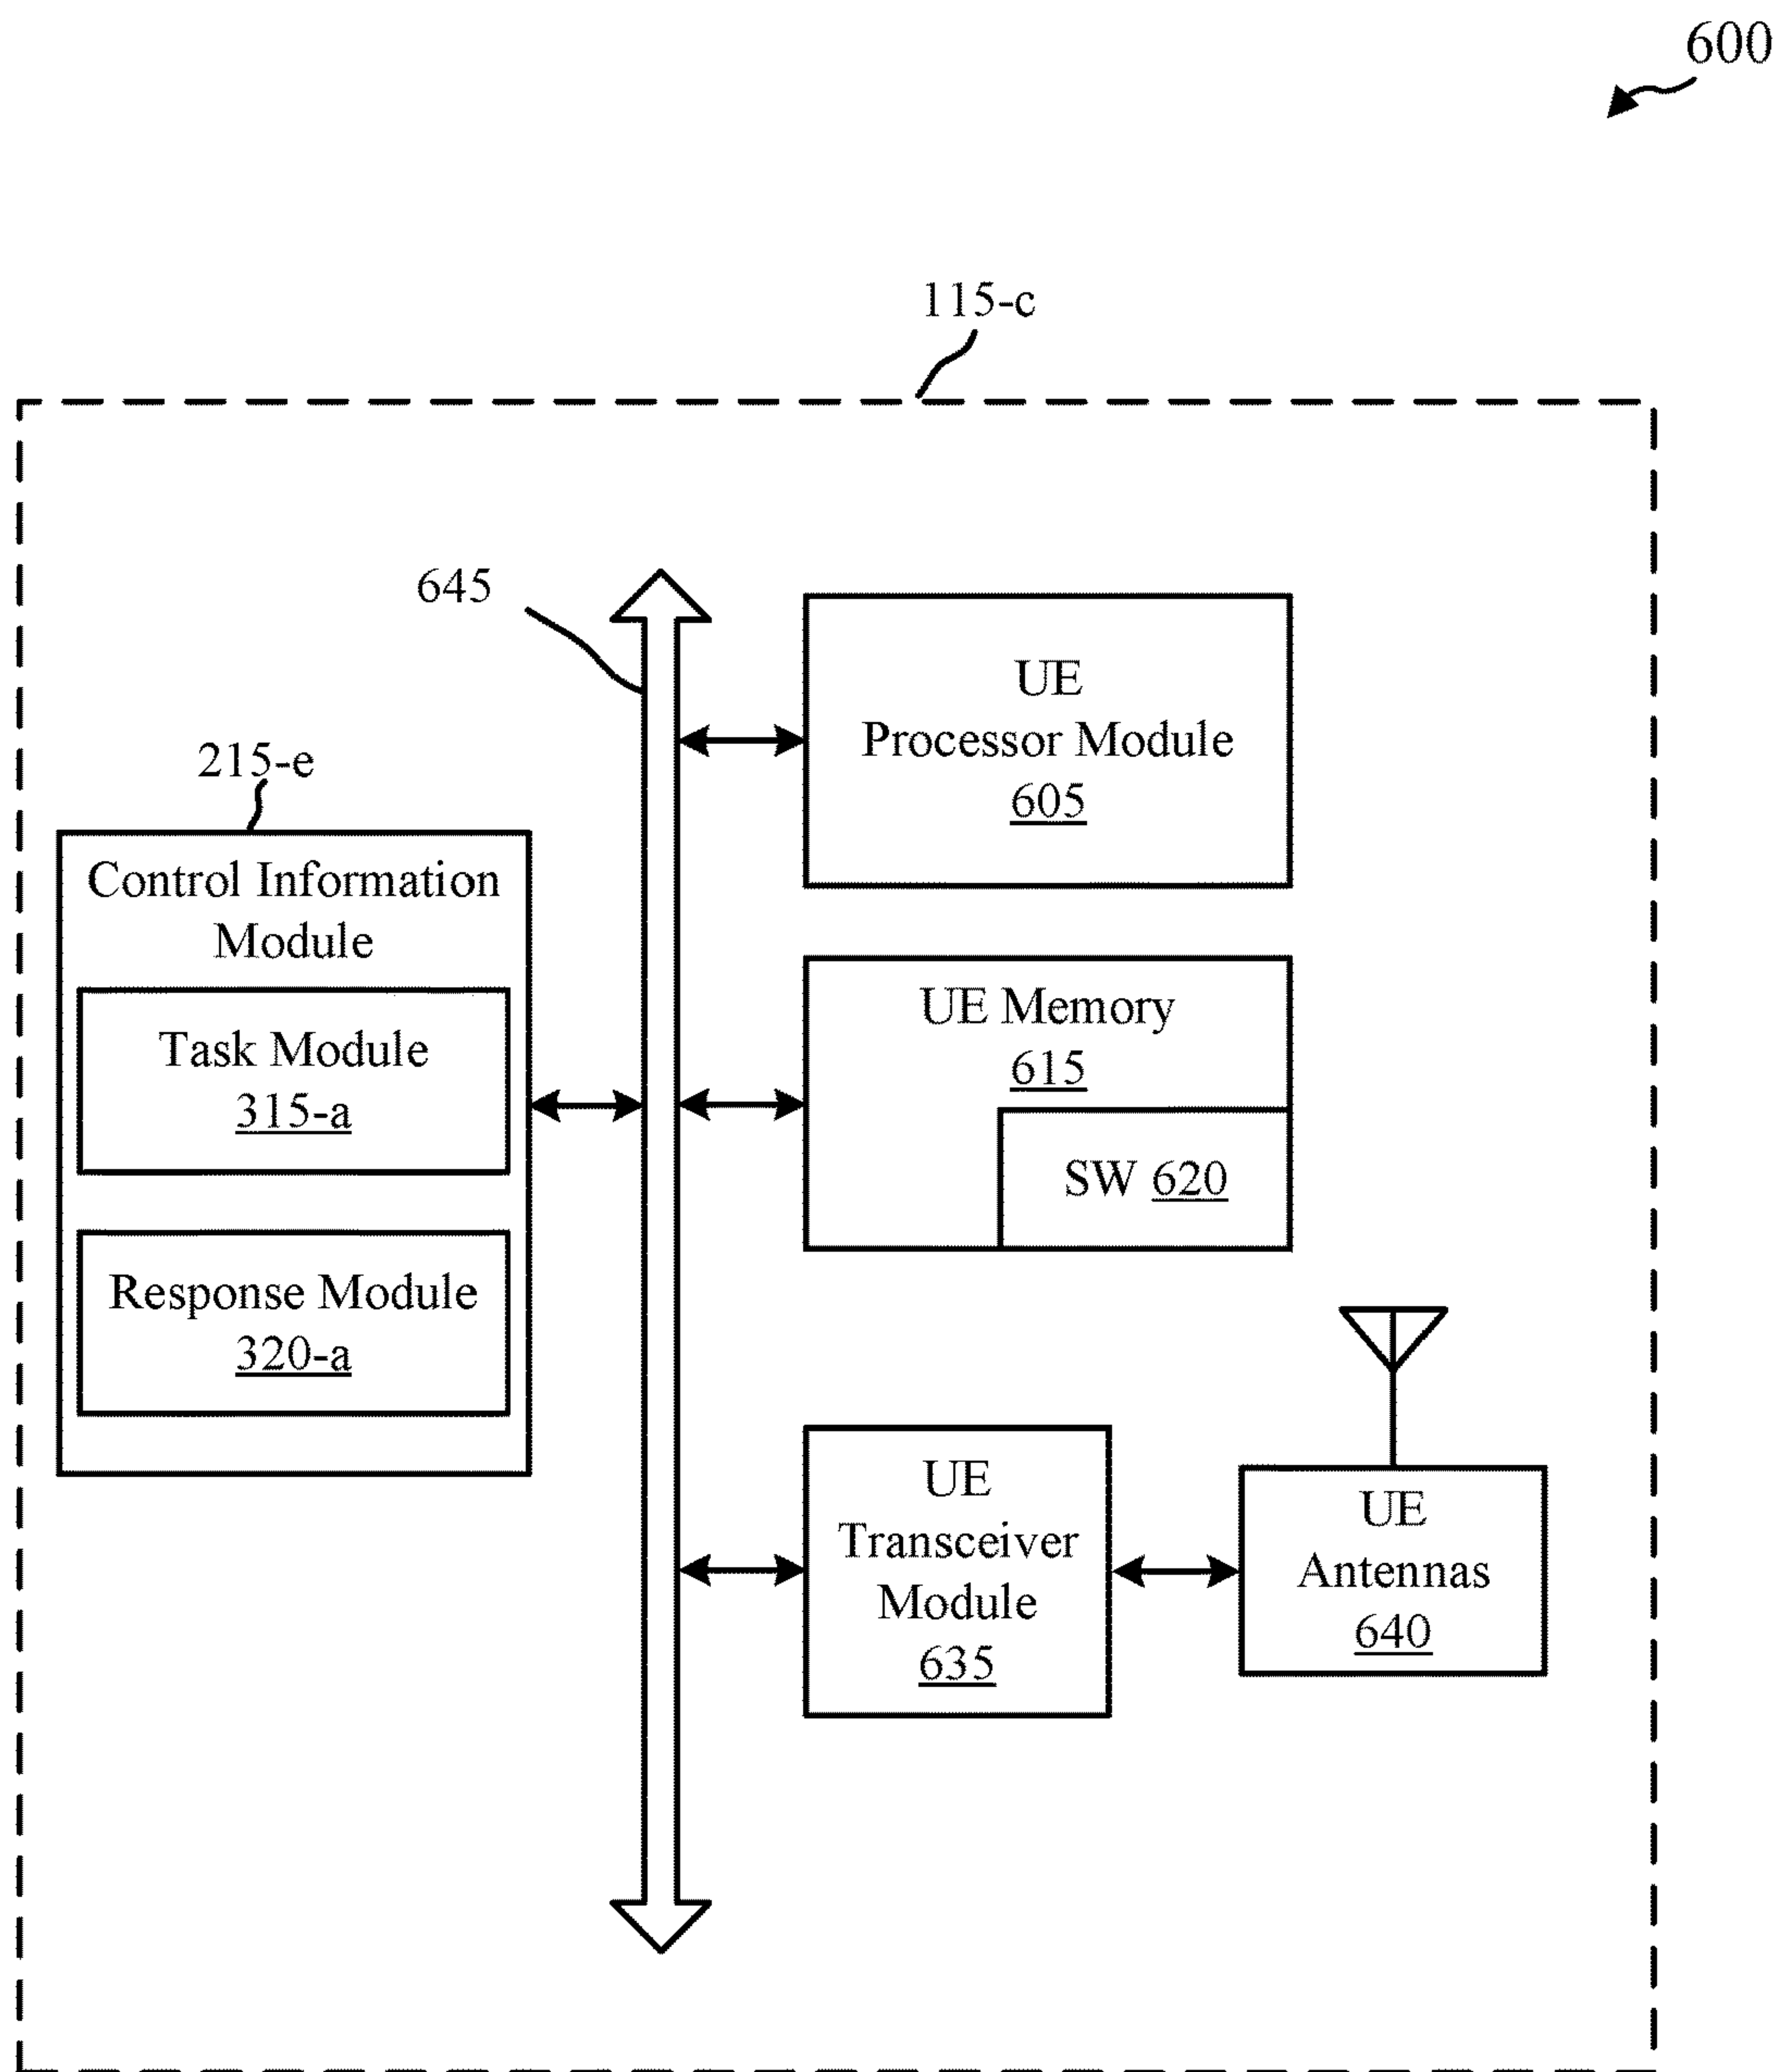 600
115-c
645
UE
Processor Module
605
215-e
Control Information
Module
Task Module
315-a
Response Module
320-a
UE Memory
615
SW 620
UE
Transceiver
Module
635
UE
Antennas
640